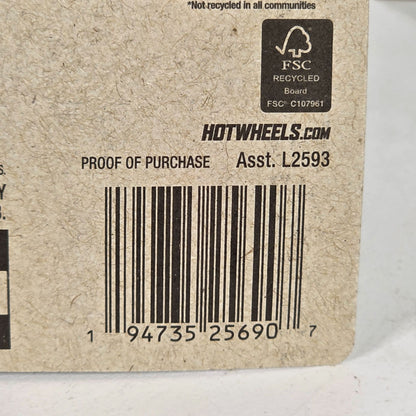 *Not recycled in all communities
FSC
RECYCLED
Board
FSC® C107961
HOTWHEELS.COM
PROOF OF PURCHASE Asst. L2593
1 94735 25690 7